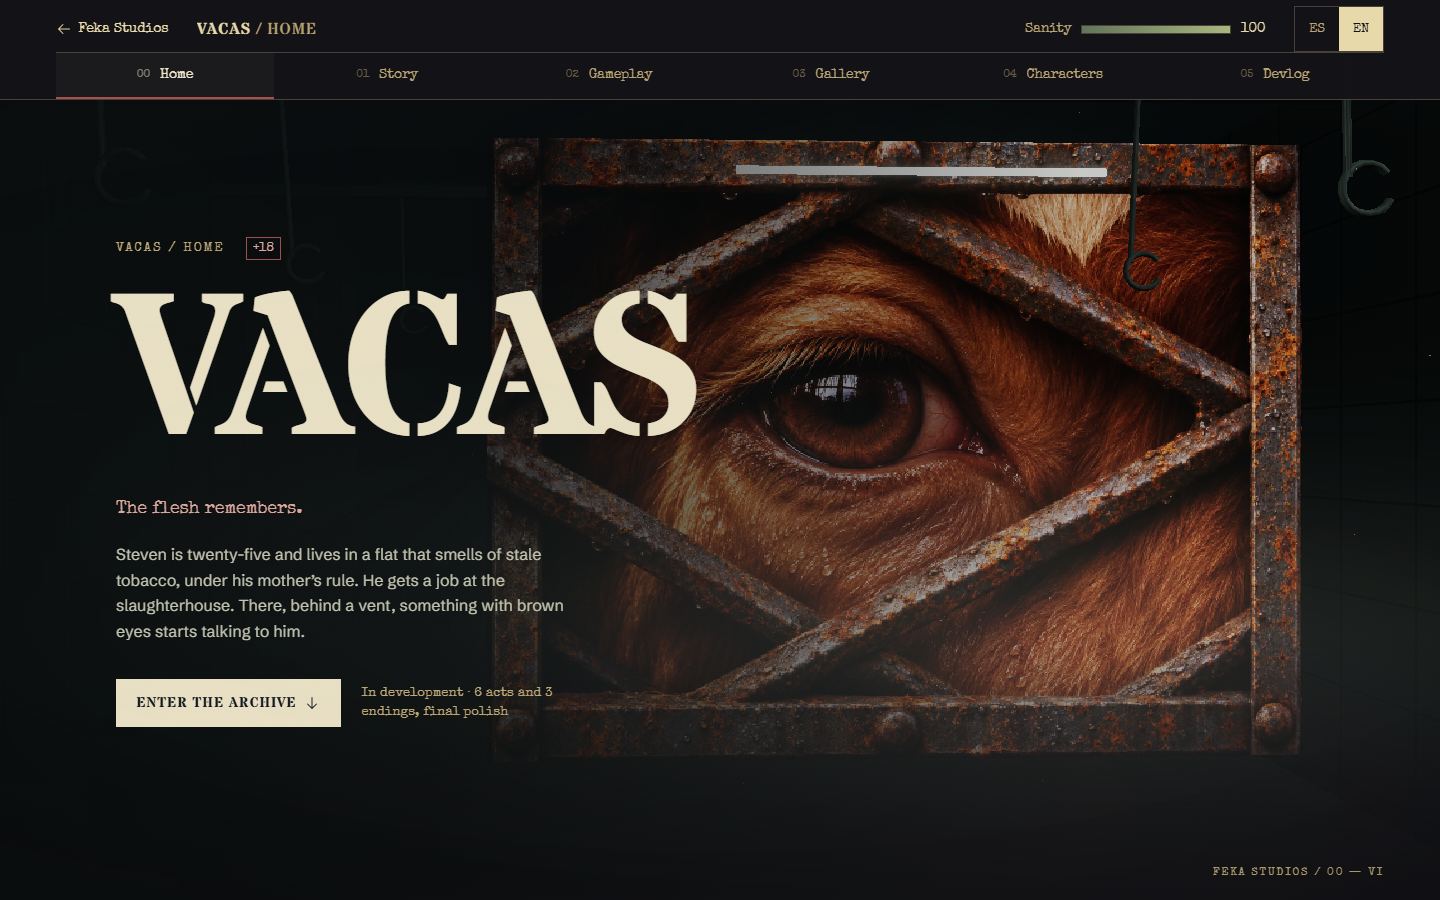 ← Feka Studios
VACAS / HOME
Sanity 100
ES EN
00 Home
01 Story
02 Gameplay
03 Gallery
04 Characters
05 Devlog
VACAS / HOME +18
VACAS
The flesh remembers.
Steven is twenty-five and lives in a flat that smells of stale
tobacco, under his mother’s rule. He gets a job at the
slaughterhouse. There, behind a vent, something with brown
eyes starts talking to him.
ENTER THE ARCHIVE ↓
In development · 6 acts and 3
endings, final polish
FEKA STUDIOS / 00 — VI